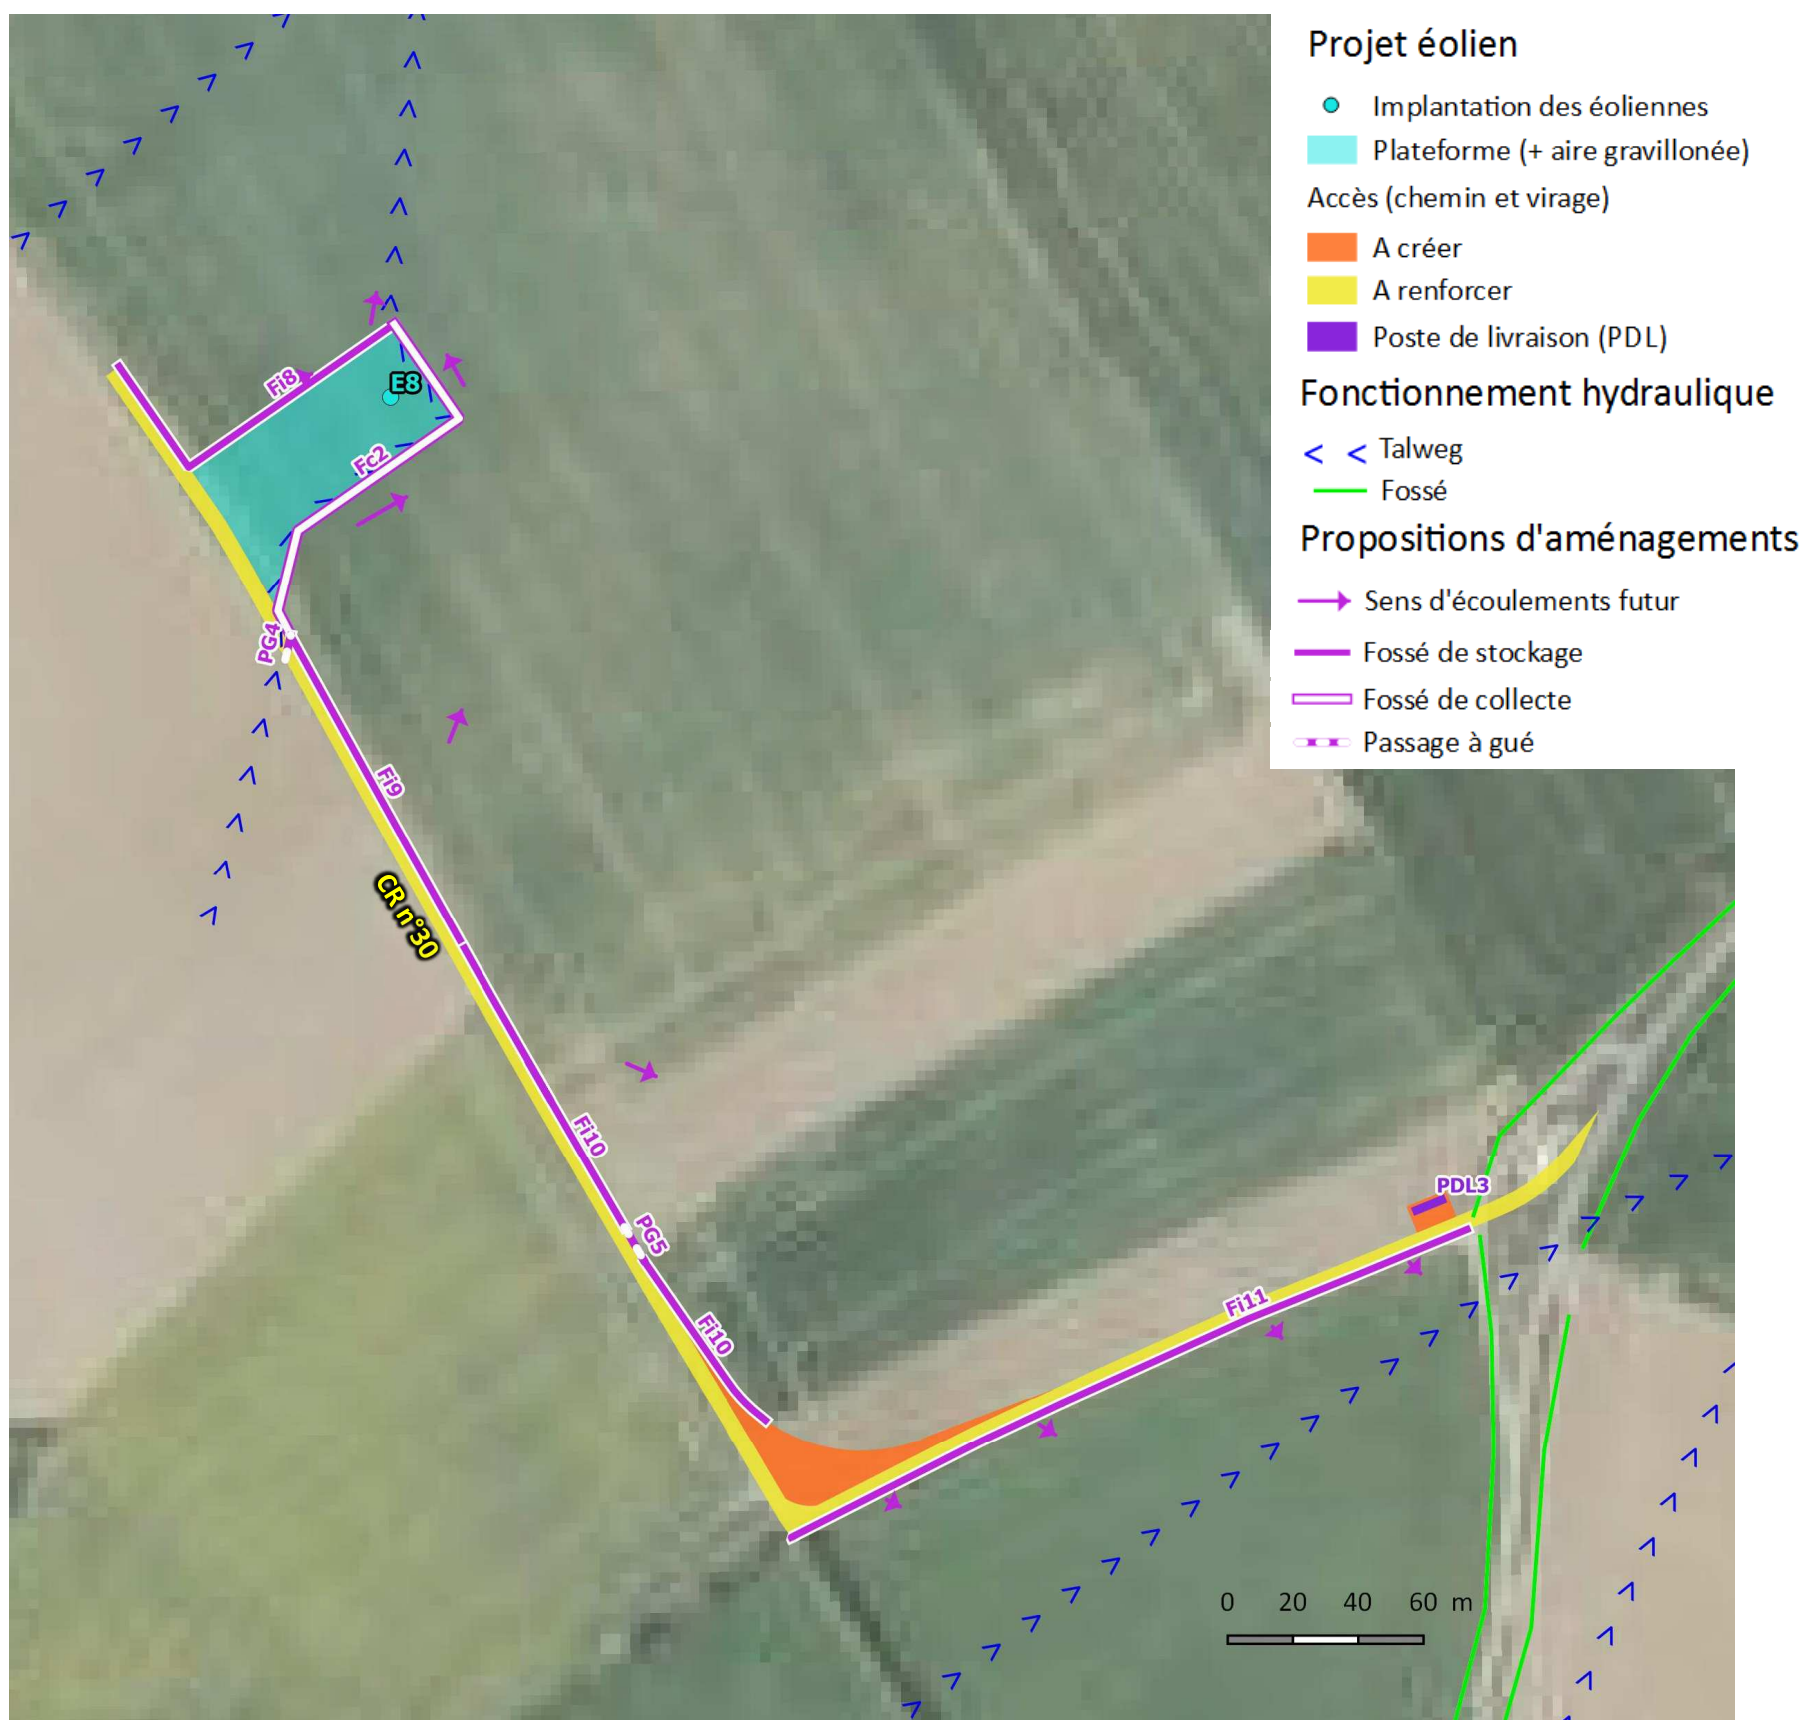 Projet éolien
Implantation des éoliennes
Plateforme (+ aire gravillonée)
Accès (chemin et virage)
A créer
A renforcer
Poste de livraison (PDL)
Fonctionnement hydraulique
Talweg
Fossé
Propositions d'aménagements
Sens d'écoulements futur
Fossé de stockage
Fossé de collecte
Passage à gué
Fi8
E8
Fc2
PG4
Fi9
CR n°30
Fi10
PG5
Fi10
PDL3
Fi11
0 20 40 60 m